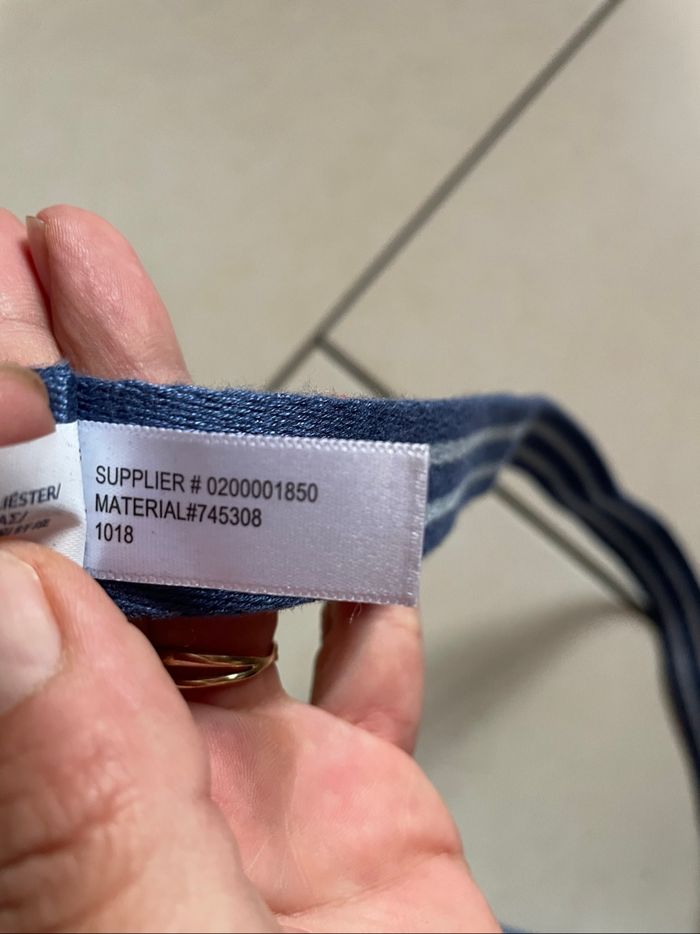 SUPPLIER # 0200001850
MATERIAL#745308
1018